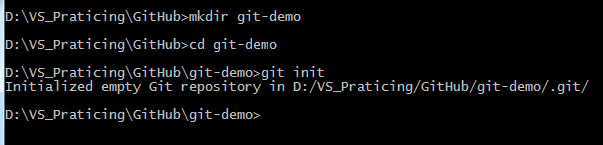 D:\VS_Praticing\GitHub>mkdir git-demo
D:\VS_Praticing\GitHub>cd git-demo
D:\VS_Praticing\GitHub\git-demo>git init
Initialized empty Git repository in D:/VS_Praticing/GitHub/git-demo/.git/
D:\VS_Praticing\GitHub\git-demo>